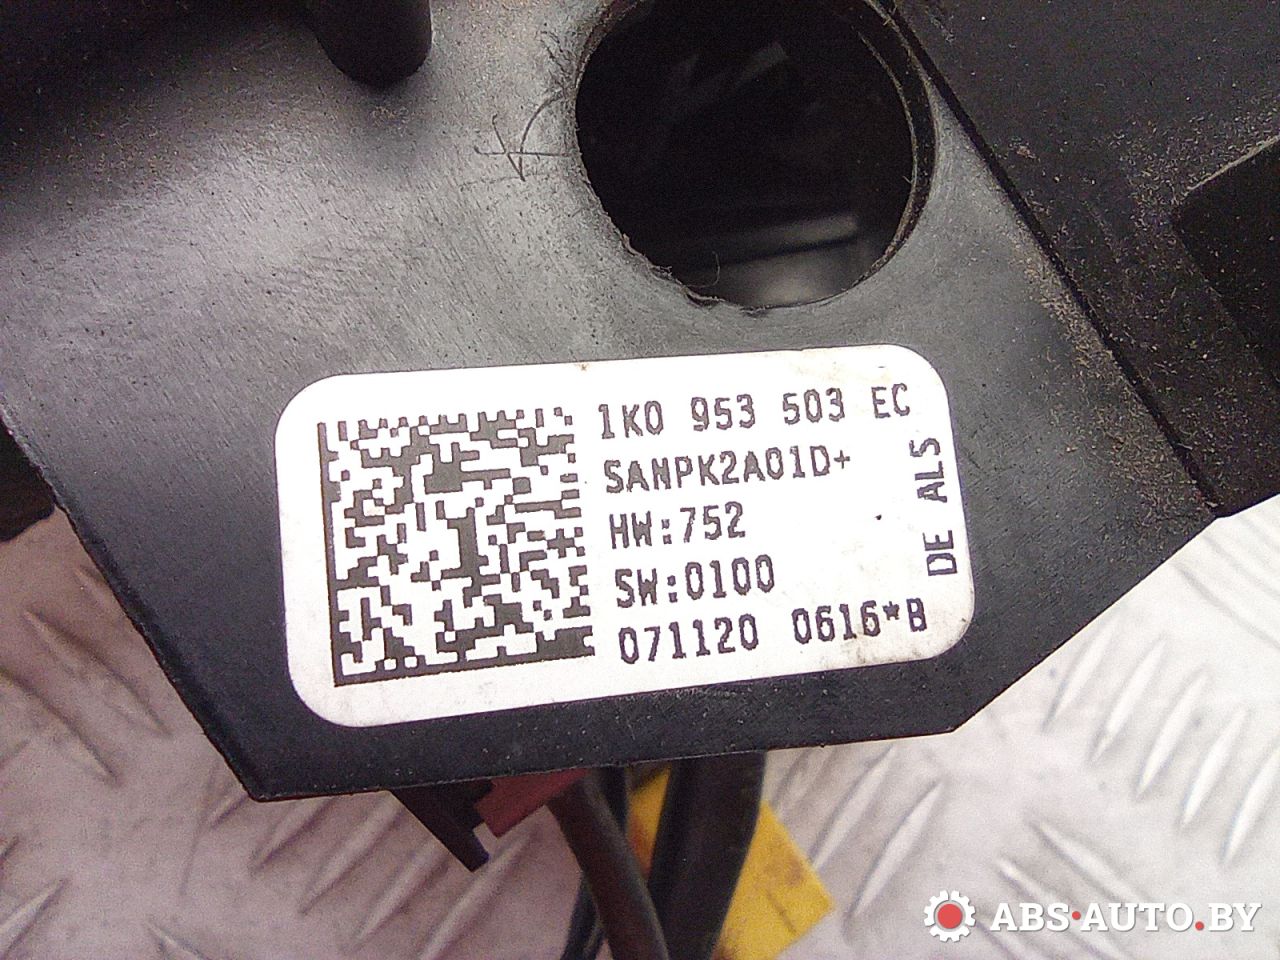 1K0 953 503 EC
SANPK2A01D+
HW:752
SW:0100
071120 0616*B
DE ALS
ABS·AUTO.BY